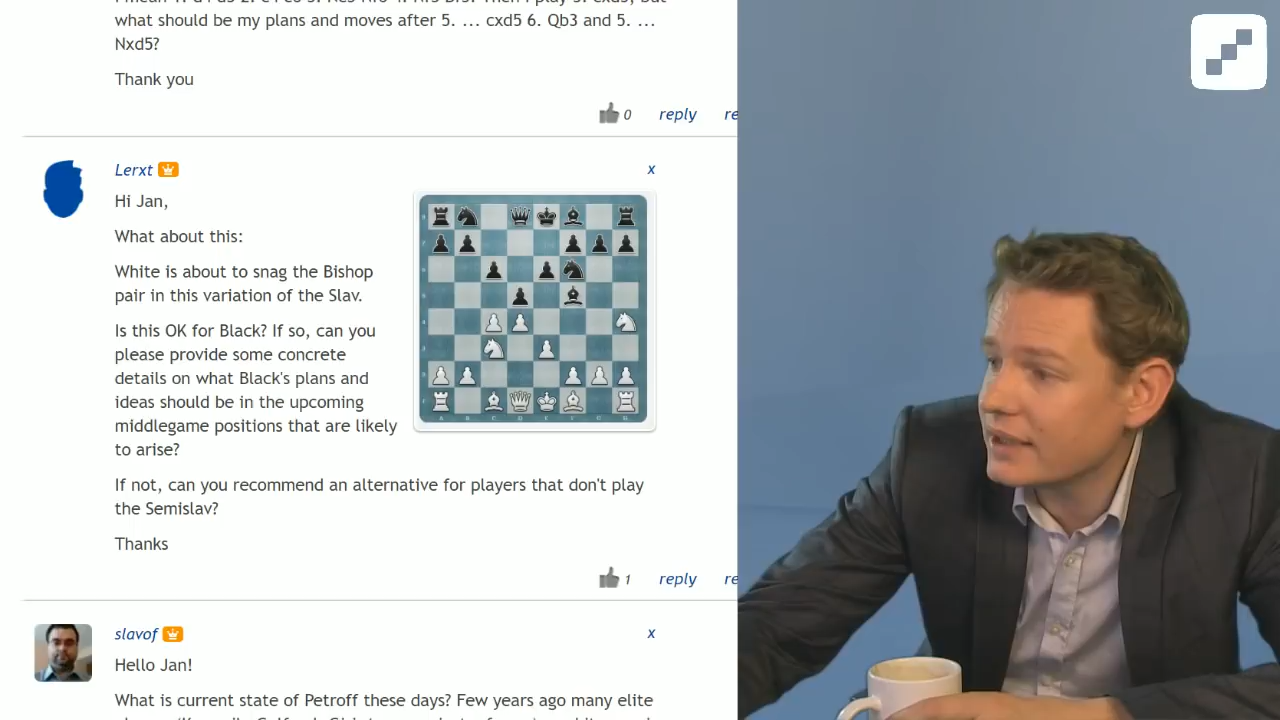 what should be my plans and moves after 5. ... cxd5 6. Qb3 and 5. ...
Nxd5?
Thank you
0 reply re
Lerxt x
Hi Jan,
What about this:
White is about to snag the Bishop
pair in this variation of the Slav.
Is this OK for Black? If so, can you
please provide some concrete
details on what Black's plans and
ideas should be in the upcoming
middlegame positions that are likely
to arise?
If not, can you recommend an alternative for players that don't play
the Semislav?
Thanks
1 reply re
slavof x
Hello Jan!
What is current state of Petroff these days? Few years ago many elite